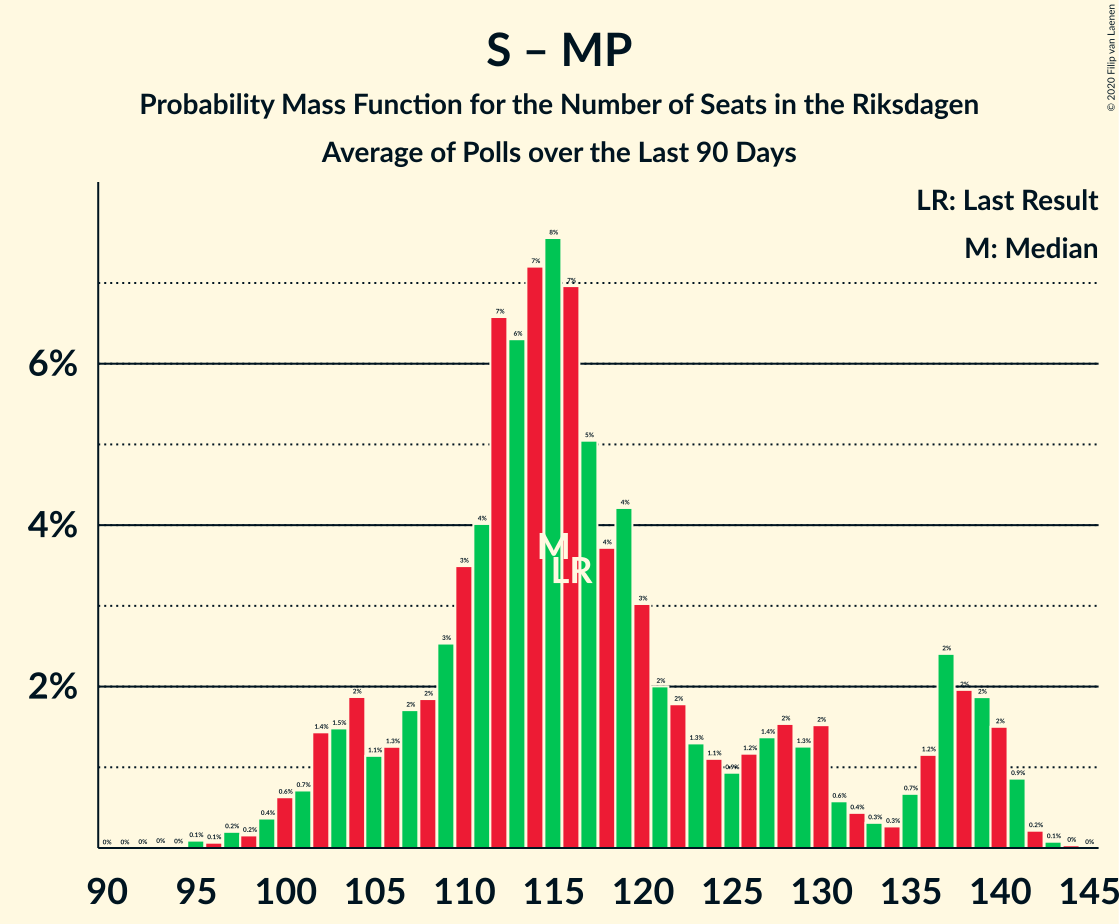 S – MP
Probability Mass Function for the Number of Seats in the Riksdagen
Average of Polls over the Last 90 Days
© 2020 Filip van Laenen
LR: Last Result
M: Median
6%
4%
2%
0% 0% 0% 0% 0% 0.1% 0.1% 0.2% 0.2% 0.4% 0.6% 0.7% 1.4% 1.5% 2% 1.1% 1.3% 2% 2% 3% 3% 4% 7% 6% 7% 8% 7% 5% 4% 4% 3% 2% 2% 1.3% 1.1% 0.9% 1.2% 1.4% 2% 1.3% 2% 0.6% 0.4% 0.3% 0.3% 0.7% 1.2% 2% 2% 2% 2% 0.9% 0.2% 0.1% 0% 0%
M
LR
90 95 100 105 110 115 120 125 130 135 140 145